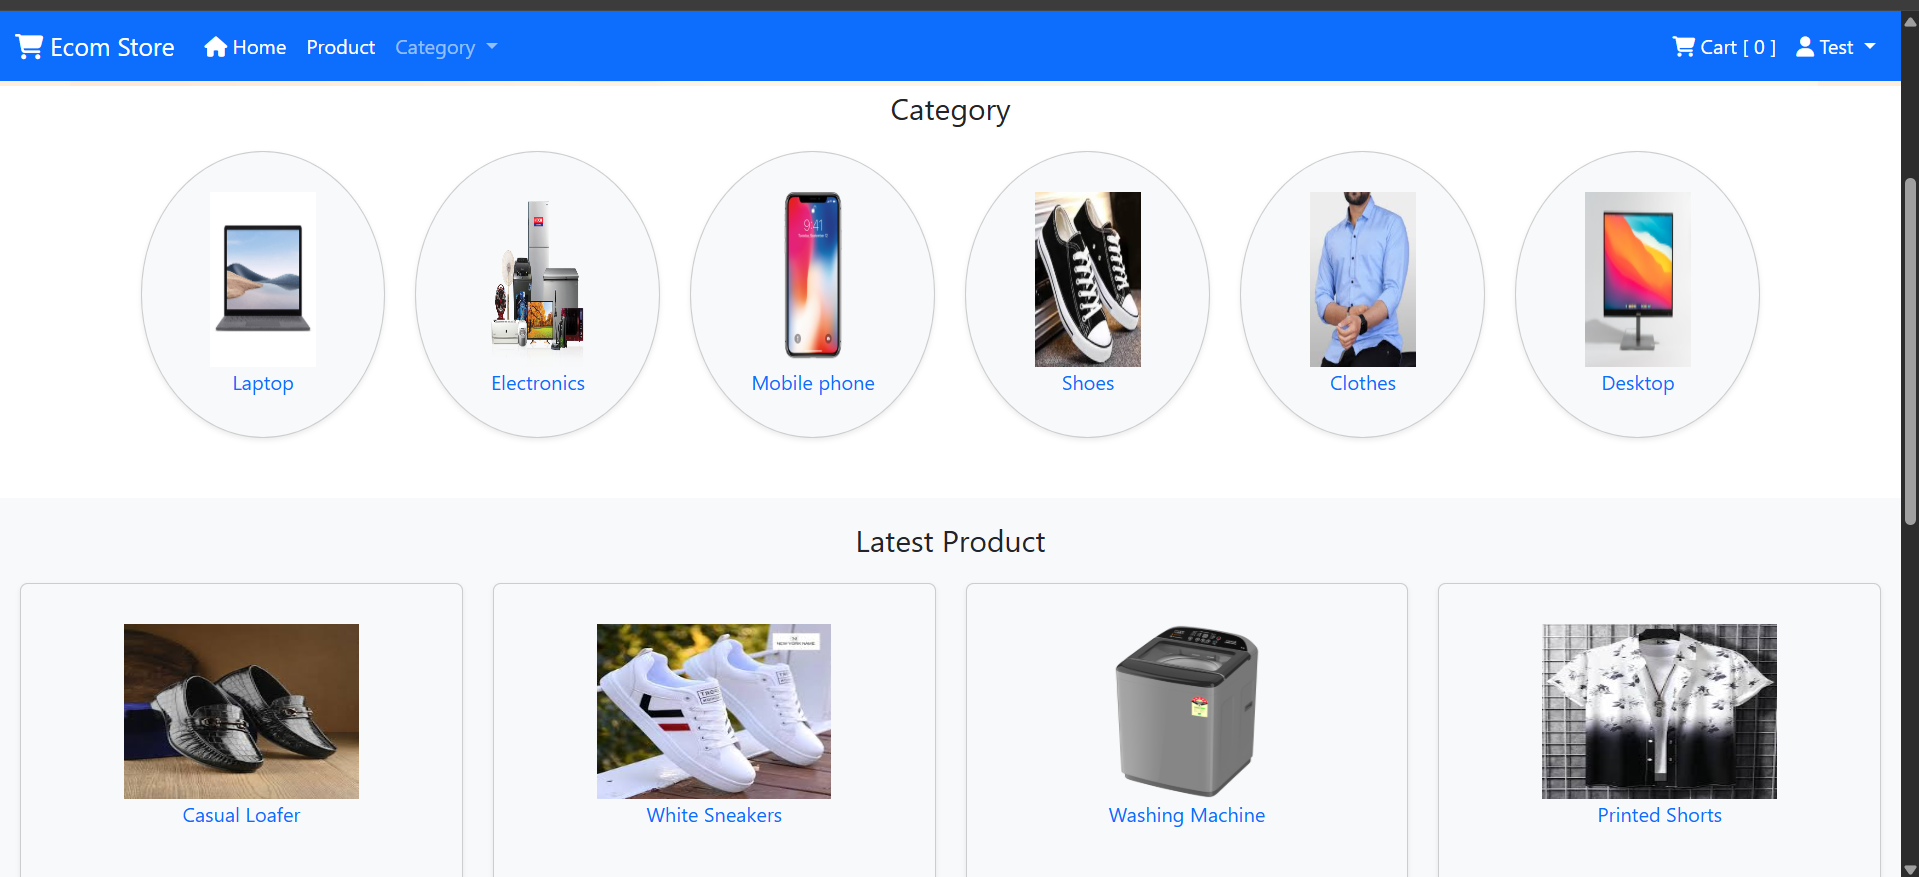 Ecom Store Home Product Category Cart [ 0 ] Test
Category
9:41
Laptop Electronics Mobile phone Shoes Clothes Desktop
Latest Product
Casual Loafer White Sneakers Washing Machine Printed Shorts